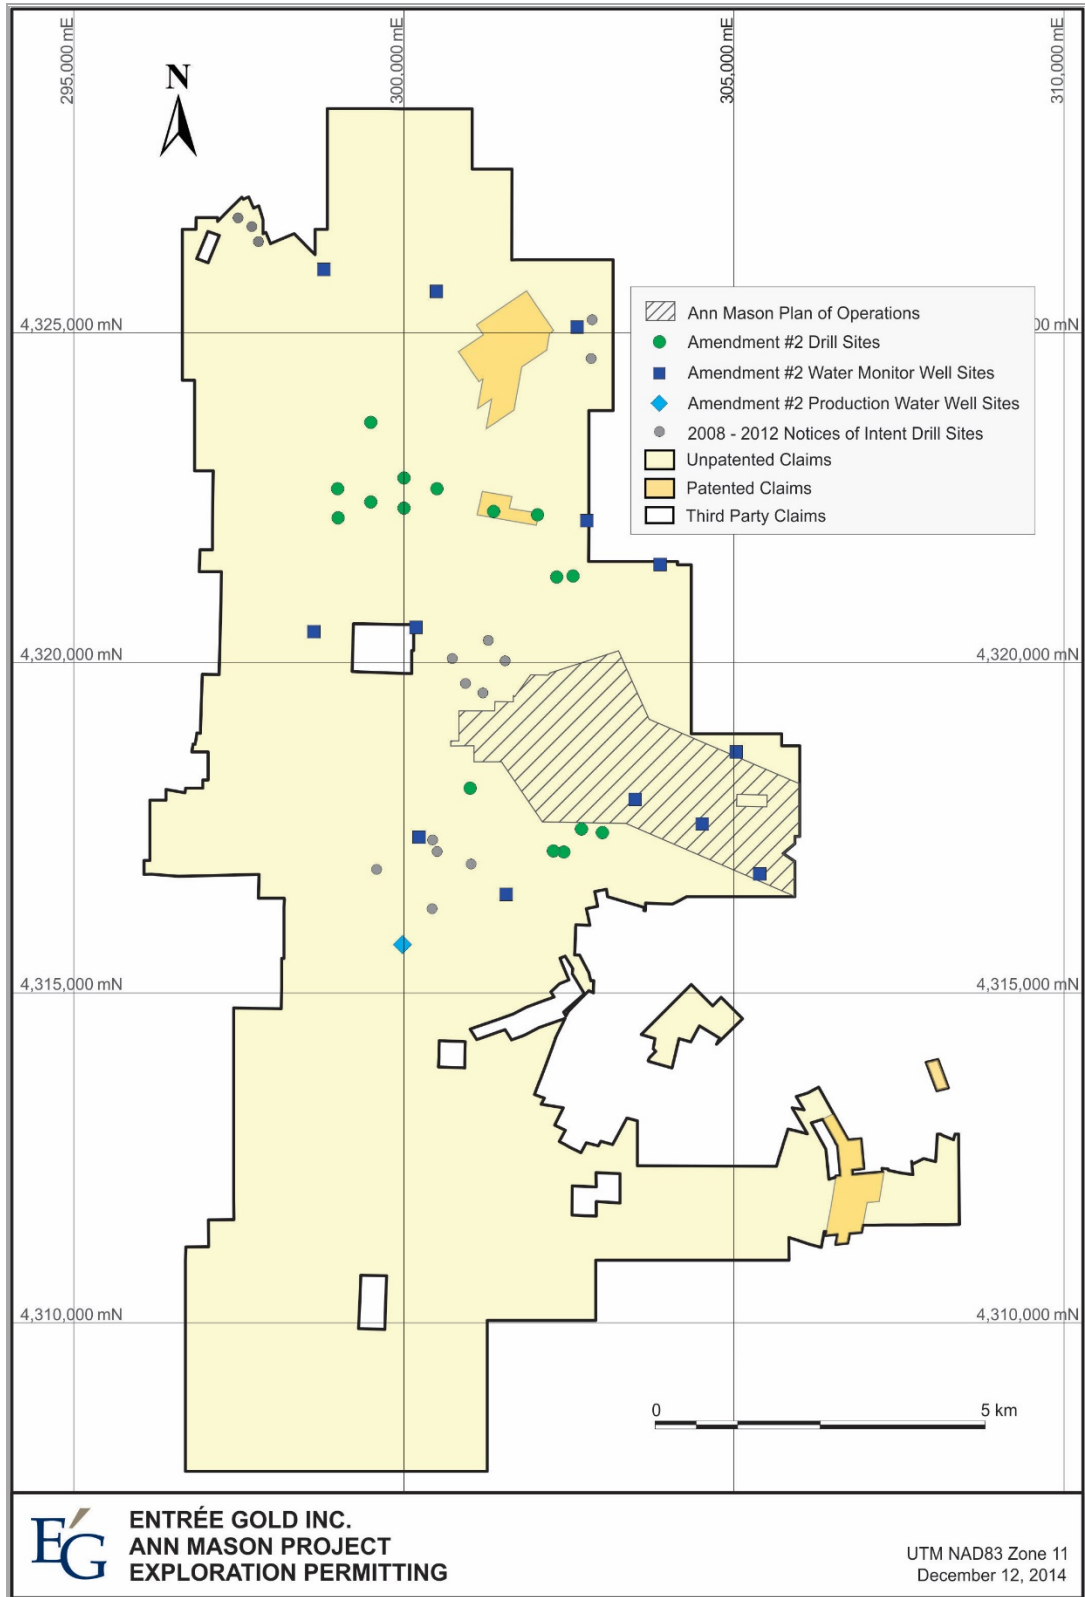 295,000 mE
300,000 mE
305,000 mE
310,000 mE
N
4,325,000 mN
00 mN
Ann Mason Plan of Operations
Amendment #2 Drill Sites
Amendment #2 Water Monitor Well Sites
Amendment #2 Production Water Well Sites
2008 - 2012 Notices of Intent Drill Sites
Unpatented Claims
Patented Claims
Third Party Claims
4,320,000 mN
4,320,000 mN
4,315,000 mN
4,315,000 mN
4,310,000 mN
4,310,000 mN
0
5 km
EG
ENTRÉE GOLD INC.
ANN MASON PROJECT
EXPLORATION PERMITTING
UTM NAD83 Zone 11
December 12, 2014